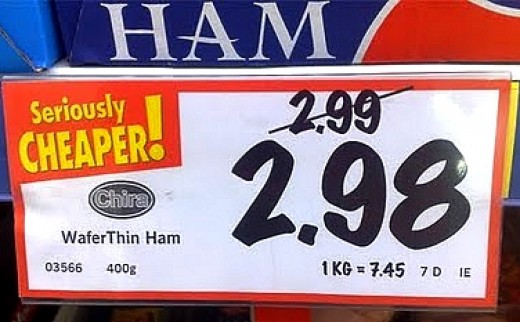 HAM
Seriously
CHEAPER!
2.99
2.98
Chira
WaferThin Ham
03566 400g
1 KG = 7.45 7 D IE